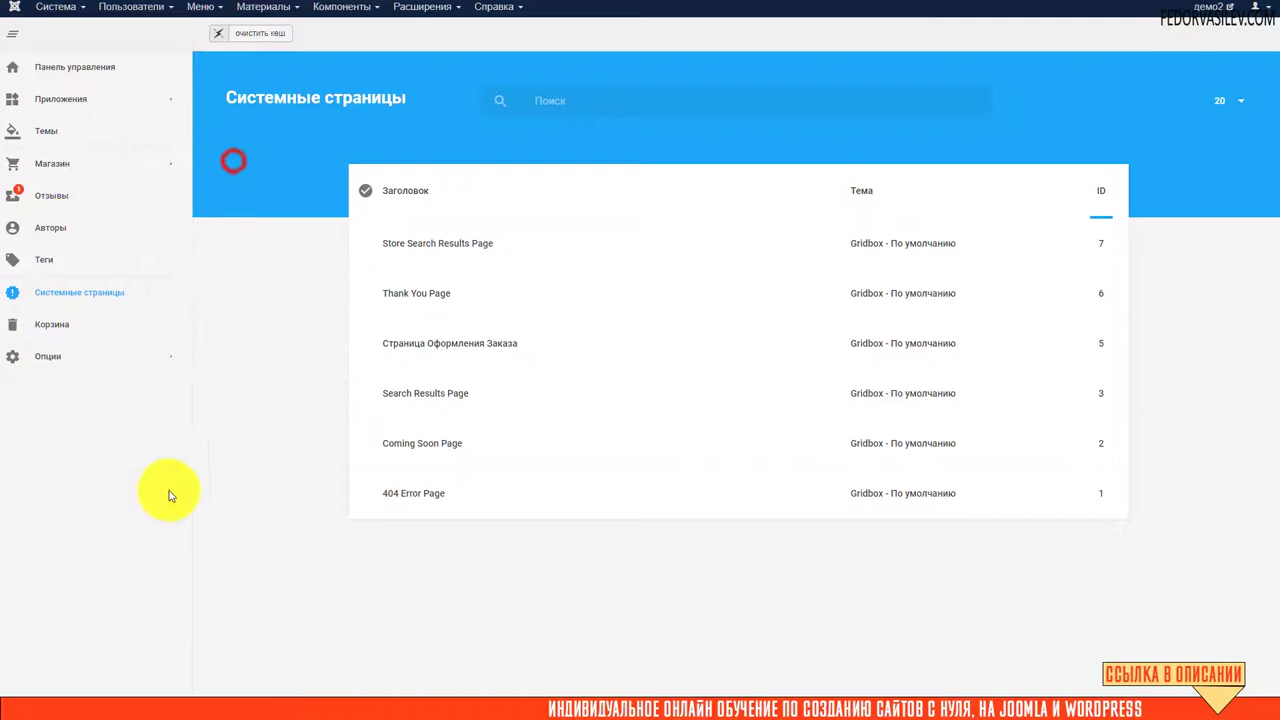 Система Пользователи Меню Материалы Компоненты Расширения Справка демо2
FEDORVASILEV.COM
очистить кеш
Панель управления
Приложения
Темы
Магазин
1
Отзывы
Авторы
Теги
Системные страницы
Корзина
Опции
Системные страницы Поиск 20
Заголовок Тема ID
Store Search Results Page Gridbox - По умолчанию 7
Thank You Page Gridbox - По умолчанию 6
Страница Оформления Заказа Gridbox - По умолчанию 5
Search Results Page Gridbox - По умолчанию 3
Coming Soon Page Gridbox - По умолчанию 2
404 Error Page Gridbox - По умолчанию 1
ССЫЛКА В ОПИСАНИИ
ИНДИВИДУАЛЬНОЕ ОНЛАЙН ОБУЧЕНИЕ ПО СОЗДАНИЮ САЙТОВ С НУЛЯ, НА JOOMLA И WORDPRESS